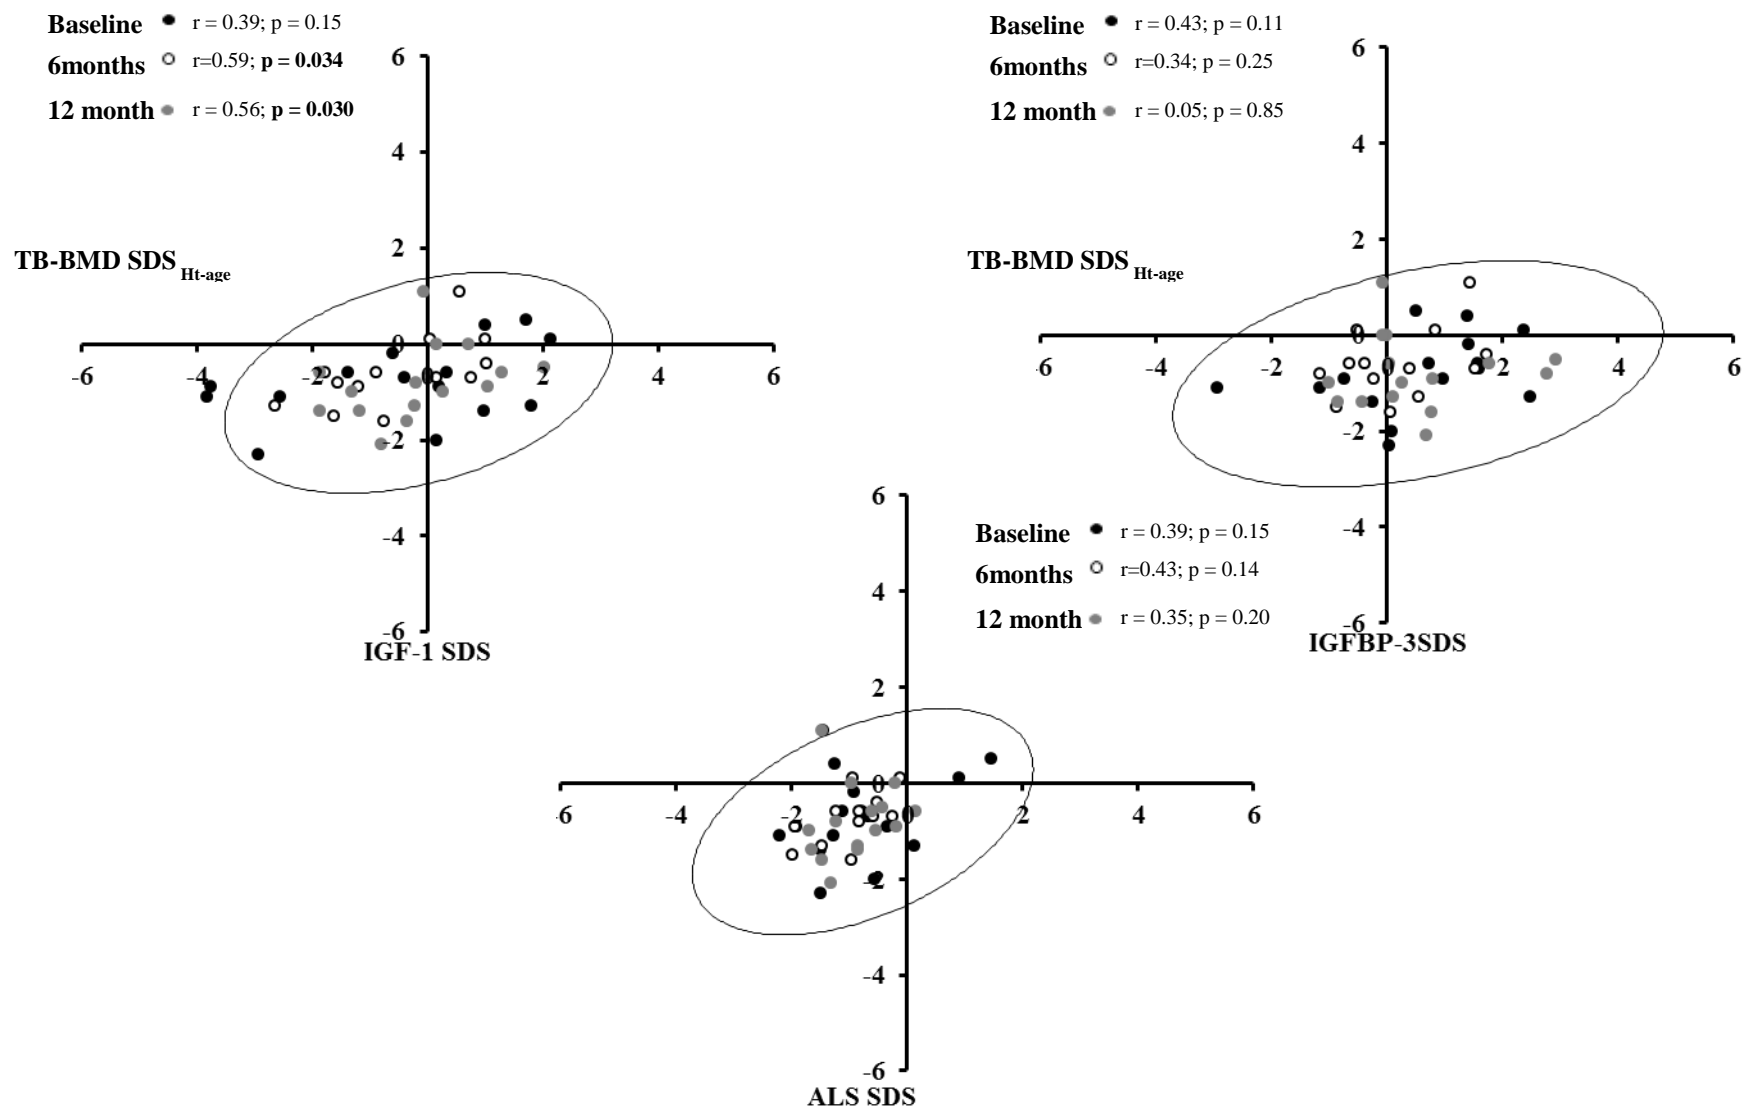 Baseline r = 0.39; p = 0.15
6months r=0.59; p = 0.034
12 month r = 0.56; p = 0.030
6
4
2
TB-BMD SDS Ht-age
0
-6 -4 -2 0 2 4 6
-2
-4
-6
IGF-1 SDS
Baseline r = 0.43; p = 0.11
6months r=0.34; p = 0.25
12 month r = 0.05; p = 0.85
6
4
2
TB-BMD SDS Ht-age
0
-6 -4 -2 0 2 4 6
-2
-4
-6
IGFBP-3SDS
Baseline r = 0.39; p = 0.15
6months r=0.43; p = 0.14
12 month r = 0.35; p = 0.20
6
4
2
0
-6 -4 -2 0 2 4 6
-2
-4
-6
ALS SDS